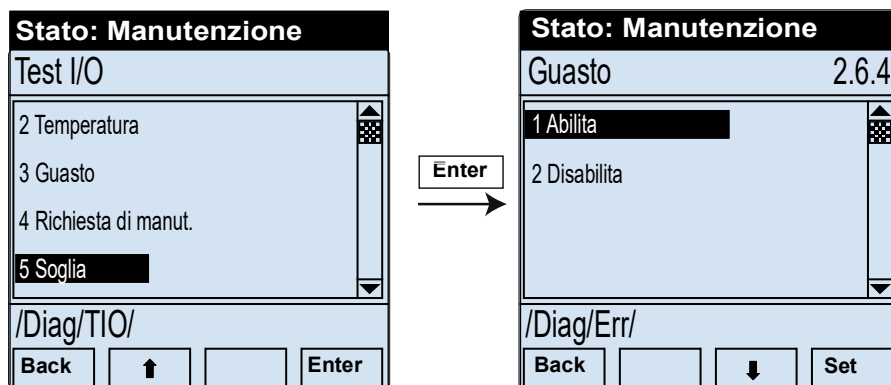 Stato: Manutenzione
Test I/O
2 Temperatura
3 Guasto
4 Richiesta di manut.
5 Soglia
/Diag/TIO/
Back
Enter
Enter
Stato: Manutenzione
Guasto 2.6.4
1 Abilita
2 Disabilita
/Diag/Err/
Back
Set